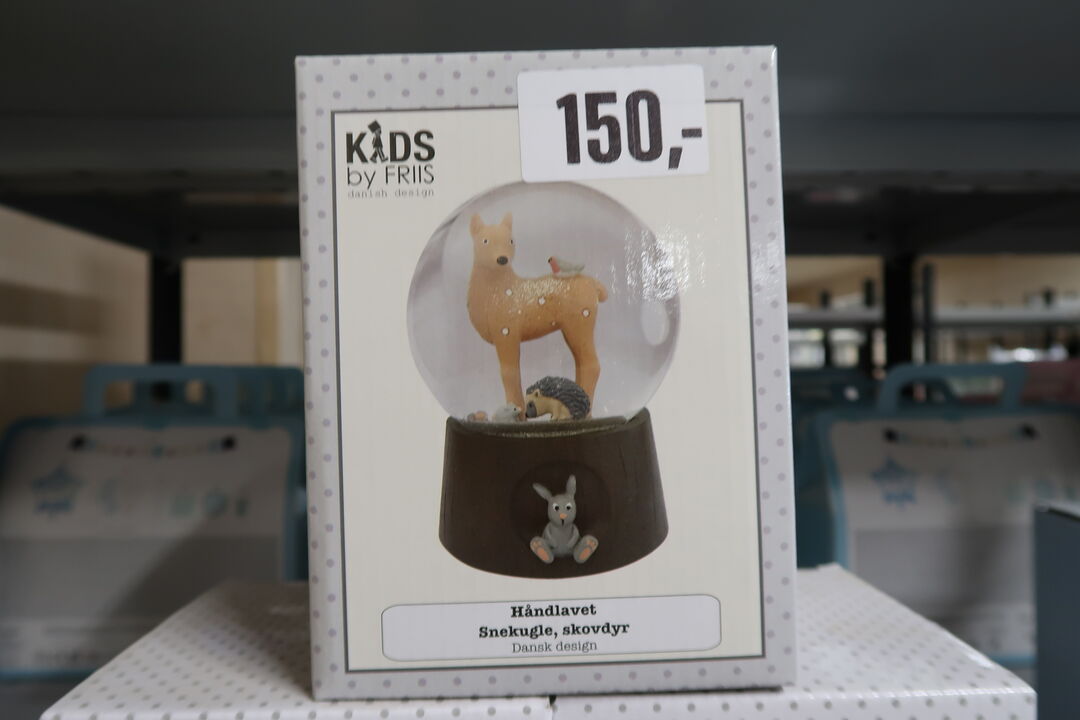 150,-
KIDS
by FRIIS
danish design
Håndlavet
Snekugle, skovdyr
Dansk design